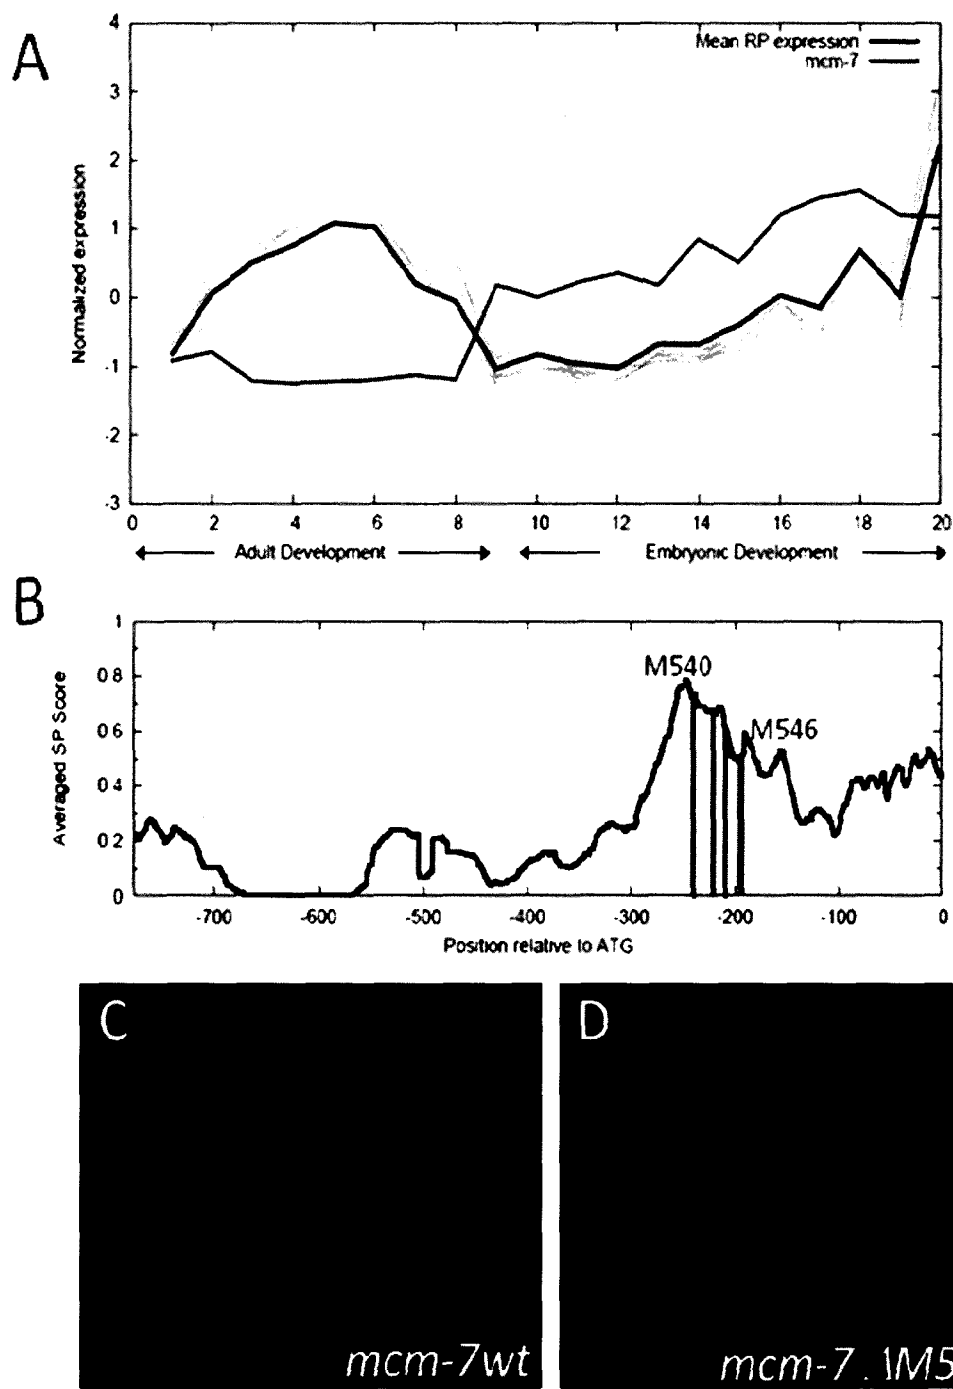 A
4
3
2
1
0
-1
-2
-3
Normalized expression
Mean RP expression
mcm-7
0 2 4 6 8 10 12 14 16 18 20
Adult Development
Embryonic Development
B
1
0.8
0.6
0.4
0.2
0
Averaged SP Score
M540
M546
-700 -600 -500 -400 -300 -200 -100 0
Position relative to ATG
C
mcm-7wt
D
mcm-7